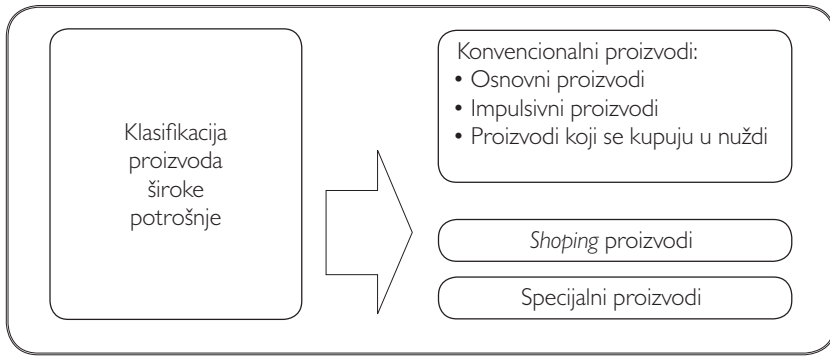 Klasifikacija
proizvoda
široke
potrošnje
Konvencionalni proizvodi:
• Osnovni proizvodi
• Impulsivni proizvodi
• Proizvodi koji se kupuju u nuždi
Shoping proizvodi
Specijalni proizvodi